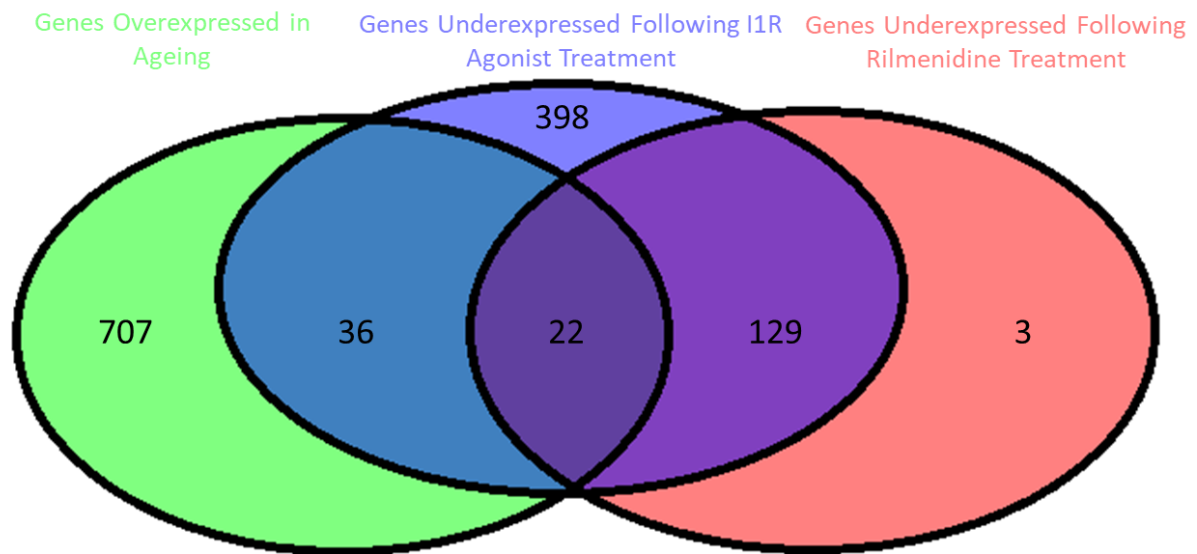 Genes Overexpressed in
Ageing
Genes Underexpressed Following I1R
Agonist Treatment
Genes Underexpressed Following
Rilmenidine Treatment
398
707
36
22
129
3